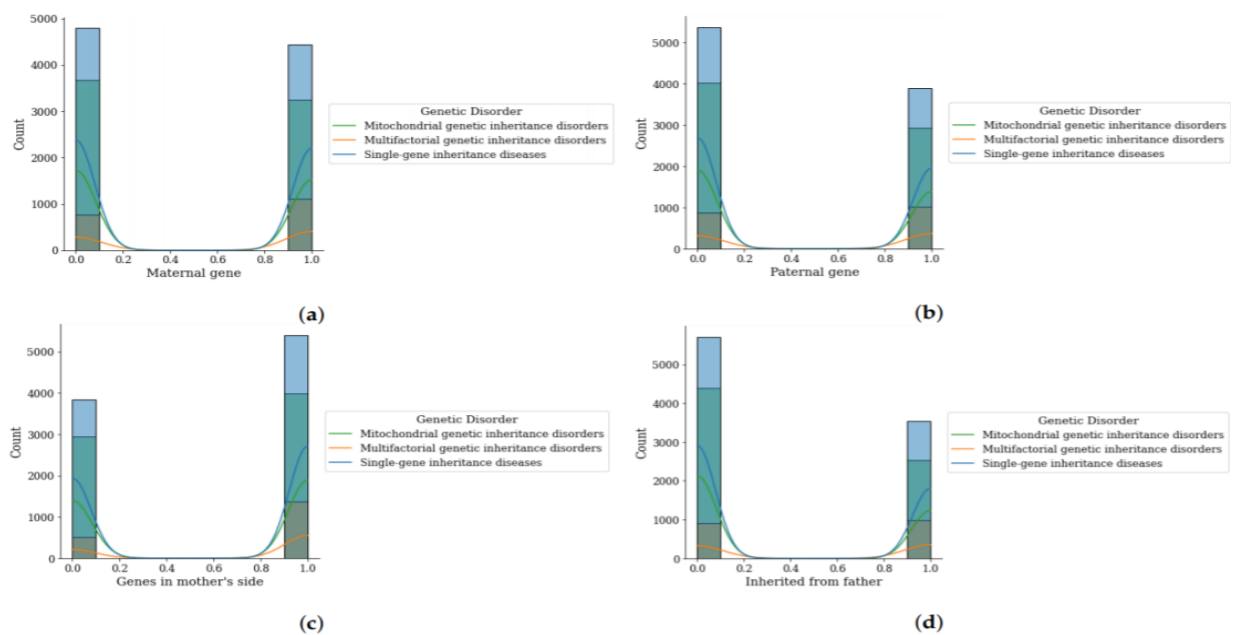 5000
4000
3000
2000
1000
0
Count
0.0 0.2 0.4 0.6 0.8 1.0
Maternal gene
Genetic Disorder
Mitochondrial genetic inheritance disorders
Multifactorial genetic inheritance disorders
Single-gene inheritance diseases
(a)
5000
4000
3000
2000
1000
0
Count
0.0 0.2 0.4 0.6 0.8 1.0
Paternal gene
Genetic Disorder
Mitochondrial genetic inheritance disorders
Multifactorial genetic inheritance disorders
Single-gene inheritance diseases
(b)
5000
4000
3000
2000
1000
0
Count
0.0 0.2 0.4 0.6 0.8 1.0
Genes in mother's side
Genetic Disorder
Mitochondrial genetic inheritance disorders
Multifactorial genetic inheritance disorders
Single-gene inheritance diseases
(c)
5000
4000
3000
2000
1000
0
Count
0.0 0.2 0.4 0.6 0.8 1.0
Inherited from father
Genetic Disorder
Mitochondrial genetic inheritance disorders
Multifactorial genetic inheritance disorders
Single-gene inheritance diseases
(d)